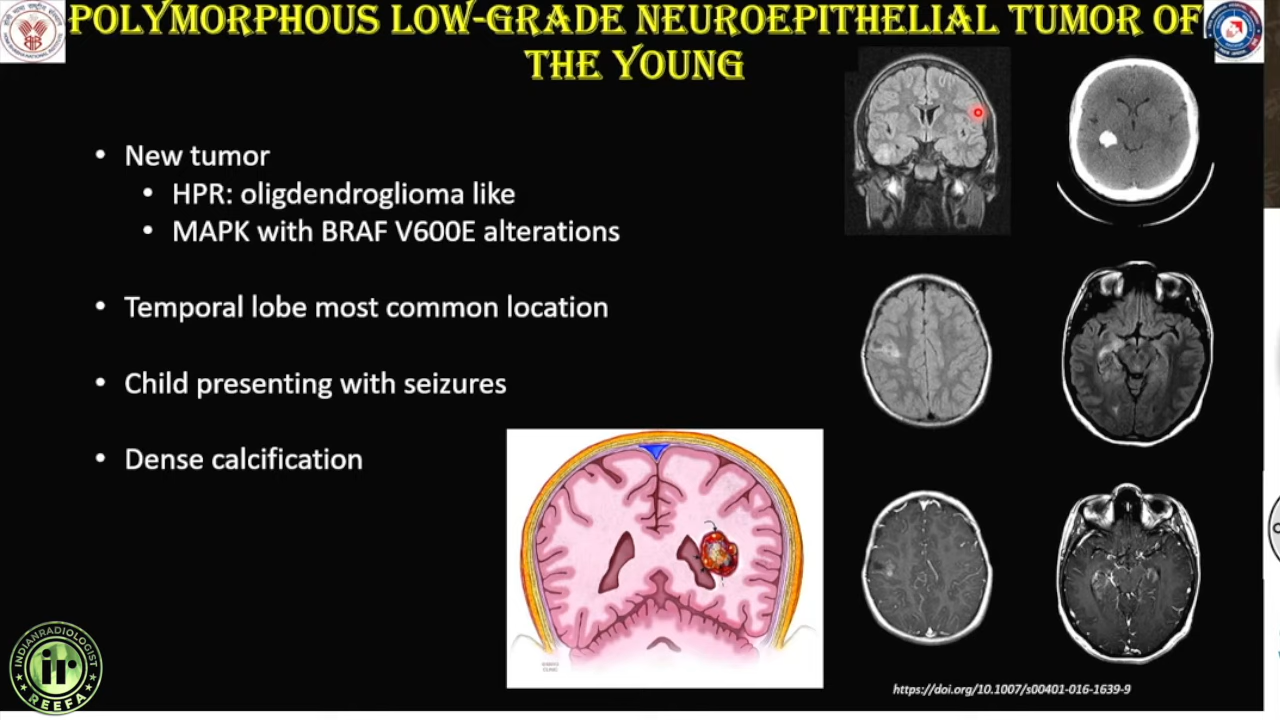 POLYMORPHOUS LOW-GRADE NEUROEPITHELIAL TUMOR OF
THE YOUNG
• New tumor
• HPR: oligdendroglioma like
• MAPK with BRAF V600E alterations
• Temporal lobe most common location
• Child presenting with seizures
• Dense calcification
INDIANRADIOLOGIST
ir
REEFA
https://doi.org/10.1007/s00401-016-1639-9